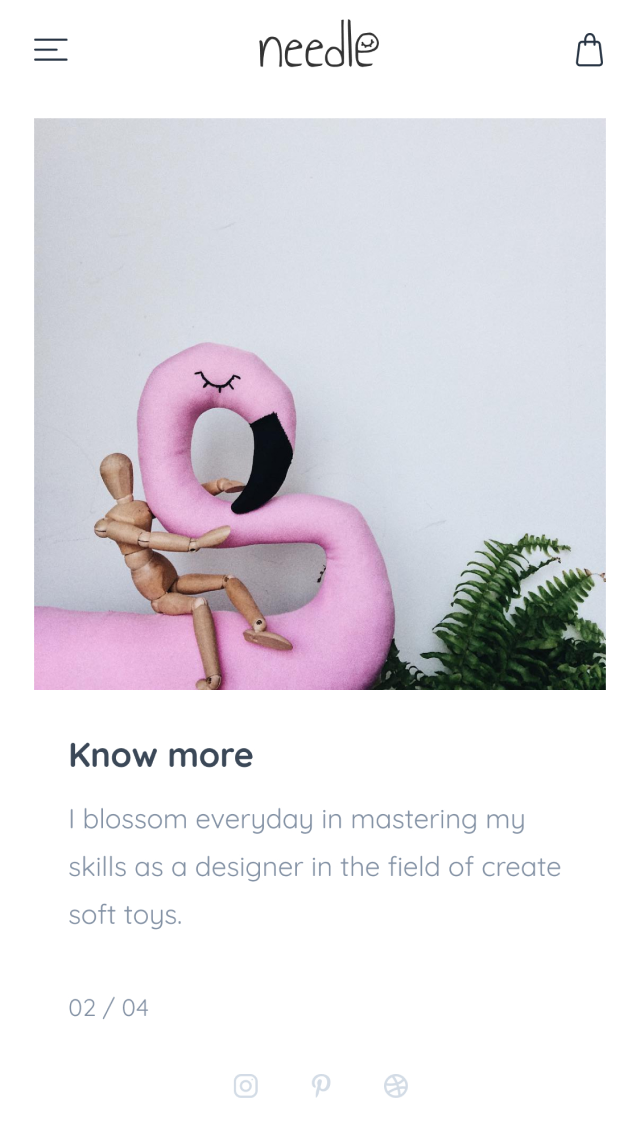 needle
Know more
I blossom everyday in mastering my
skills as a designer in the field of create
soft toys.
02 / 04